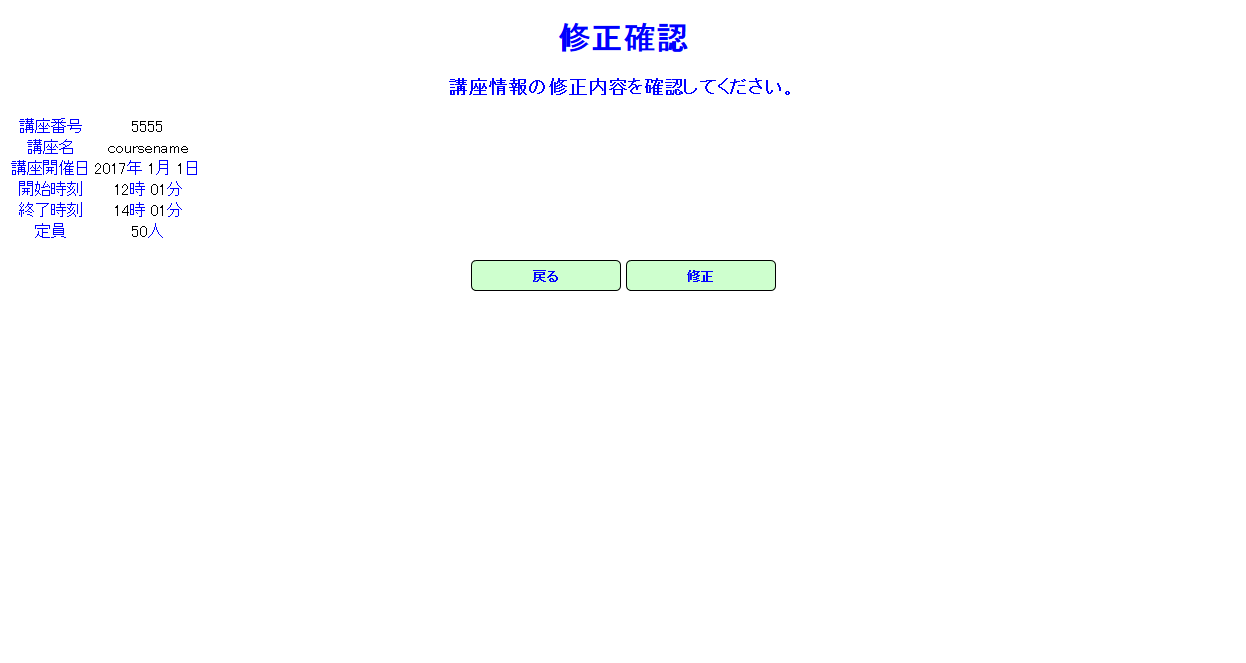 修正確認
講座情報の修正内容を確認してください。
講座番号 5555
講座名 coursename
講座開催日 2017年 1月 1日
開始時刻 12時 01分
終了時刻 14時 01分
定員 50人
戻る 修正